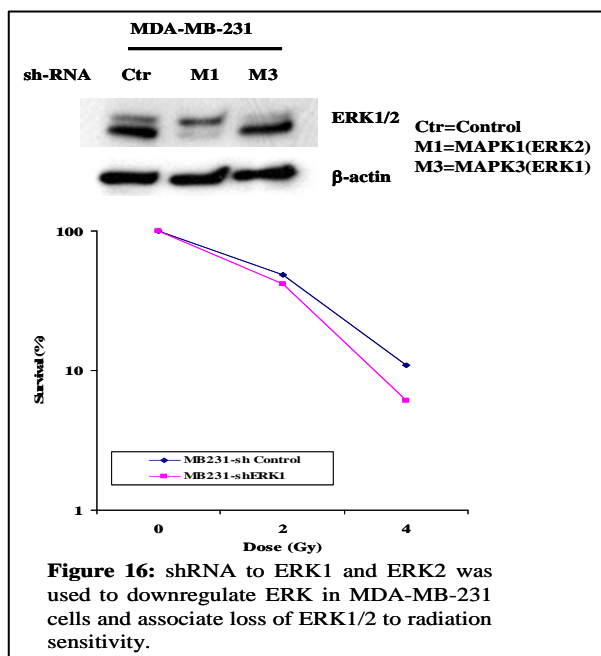 MDA-MB-231
sh-RNA Ctr M1 M3
ERK1/2
β-actin
Ctr=Control
M1=MAPK1(ERK2)
M3=MAPK3(ERK1)
100
10
1
Survival (%)
MB231-sh Control
MB231-shERK1
0 2 4
Dose (Gy)
Figure 16: shRNA to ERK1 and ERK2 was
used to downregulate ERK in MDA-MB-231
cells and associate loss of ERK1/2 to radiation
sensitivity.